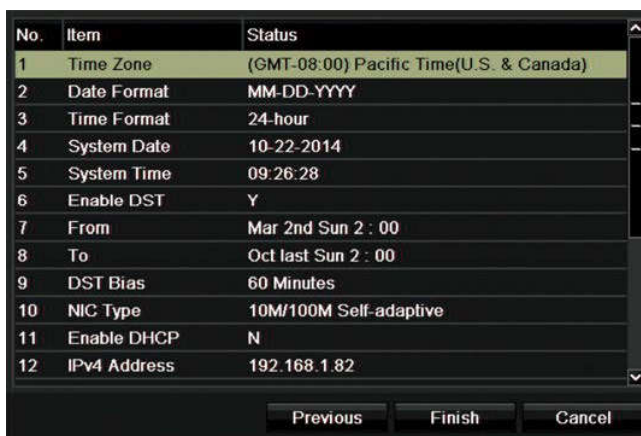 No. Item Status
1 Time Zone (GMT-08:00) Pacific Time(U.S. & Canada)
2 Date Format MM-DD-YYYY
3 Time Format 24-hour
4 System Date 10-22-2014
5 System Time 09:26:28
6 Enable DST Y
7 From Mar 2nd Sun 2 : 00
8 To Oct last Sun 2 : 00
9 DST Bias 60 Minutes
10 NIC Type 10M/100M Self-adaptive
11 Enable DHCP N
12 IPv4 Address 192.168.1.82
Previous Finish Cancel